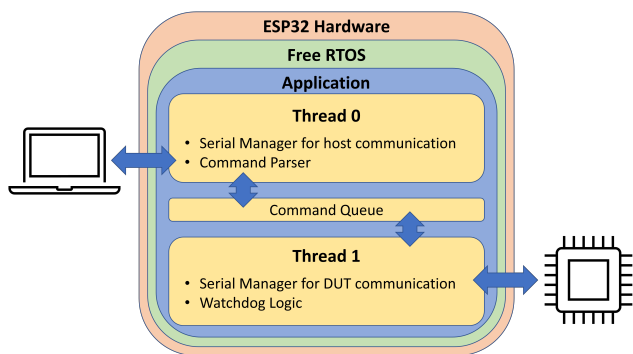 ESP32 Hardware
Free RTOS
Application
Thread 0
• Serial Manager for host communication
• Command Parser
Command Queue
Thread 1
• Serial Manager for DUT communication
• Watchdog Logic